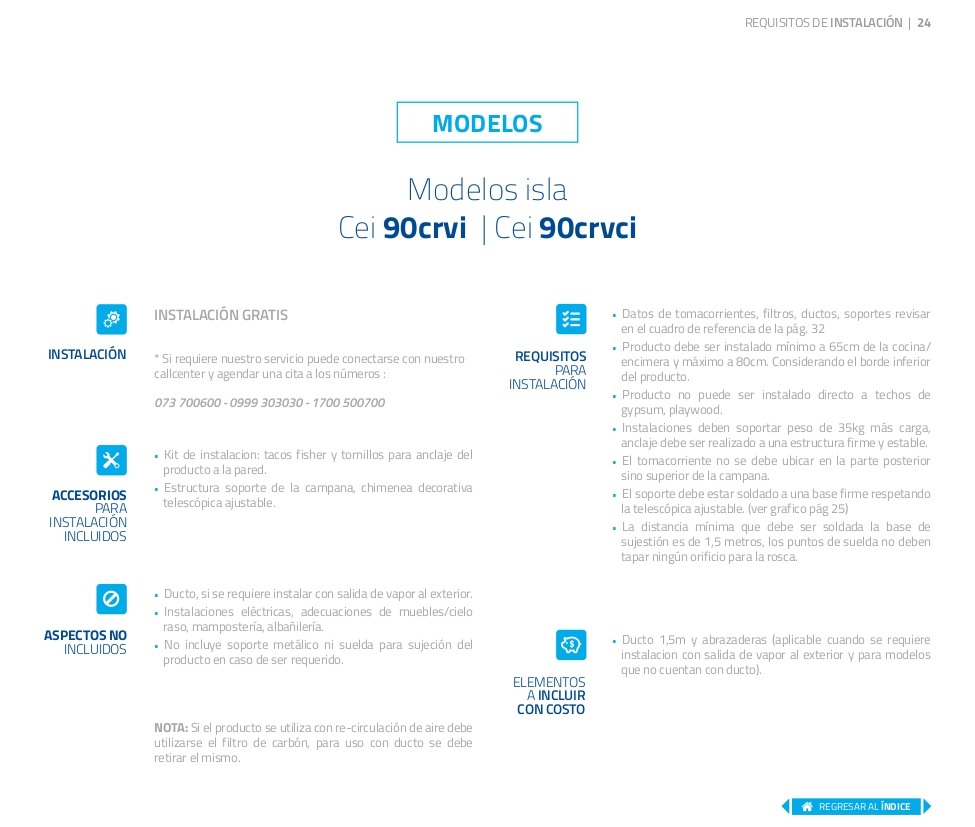 REQUISITOS DE INSTALACIÓN | 24
MODELOS
Modelos isla
Cei 90crvi | Cei 90crvci
INSTALACIÓN
INSTALACIÓN GRATIS
* Si requiere nuestro servicio puede conectarse con nuestro
callcenter y agendar una cita a los números :
073 700600 - 0999 303030 - 1700 500700
ACCESORIOS
PARA
INSTALACIÓN
INCLUIDOS
• Kit de instalacion: tacos fisher y tornillos para anclaje del
producto a la pared.
• Estructura soporte de la campana, chimenea decorativa
telescópica ajustable.
ASPECTOS NO
INCLUIDOS
• Ducto, si se requiere instalar con salida de vapor al exterior.
• Instalaciones eléctricas, adecuaciones de muebles/cielo
raso, mampostería, albañilería.
• No incluye soporte metálico ni suelda para sujeción del
producto en caso de ser requerido.
NOTA: Si el producto se utiliza con re-circulación de aire debe
utilizarse el filtro de carbón, para uso con ducto se debe
retirar el mismo.
REQUISITOS
PARA
INSTALACIÓN
• Datos de tomacorrientes, filtros, ductos, soportes revisar
en el cuadro de referencia de la pág. 32
• Producto debe ser instalado mínimo a 65cm de la cocina/
encimera y máximo a 80cm. Considerando el borde inferior
del producto.
• Producto no puede ser instalado directo a techos de
gypsum, playwood.
• Instalaciones deben soportar peso de 35kg más carga,
anclaje debe ser realizado a una estructura firme y estable.
• El tomacorriente no se debe ubicar en la parte posterior
sino superior de la campana.
• El soporte debe estar soldado a una base firme respetando
la telescópica ajustable. (ver grafico pág 25)
• La distancia mínima que debe ser soldada la base de
sujestión es de 1,5 metros, los puntos de suelda no deben
tapar ningún orificio para la rosca.
ELEMENTOS
A INCLUIR
CON COSTO
• Ducto 1,5m y abrazaderas (aplicable cuando se requiere
instalacion con salida de vapor al exterior y para modelos
que no cuentan con ducto).
REGRESAR AL ÍNDICE